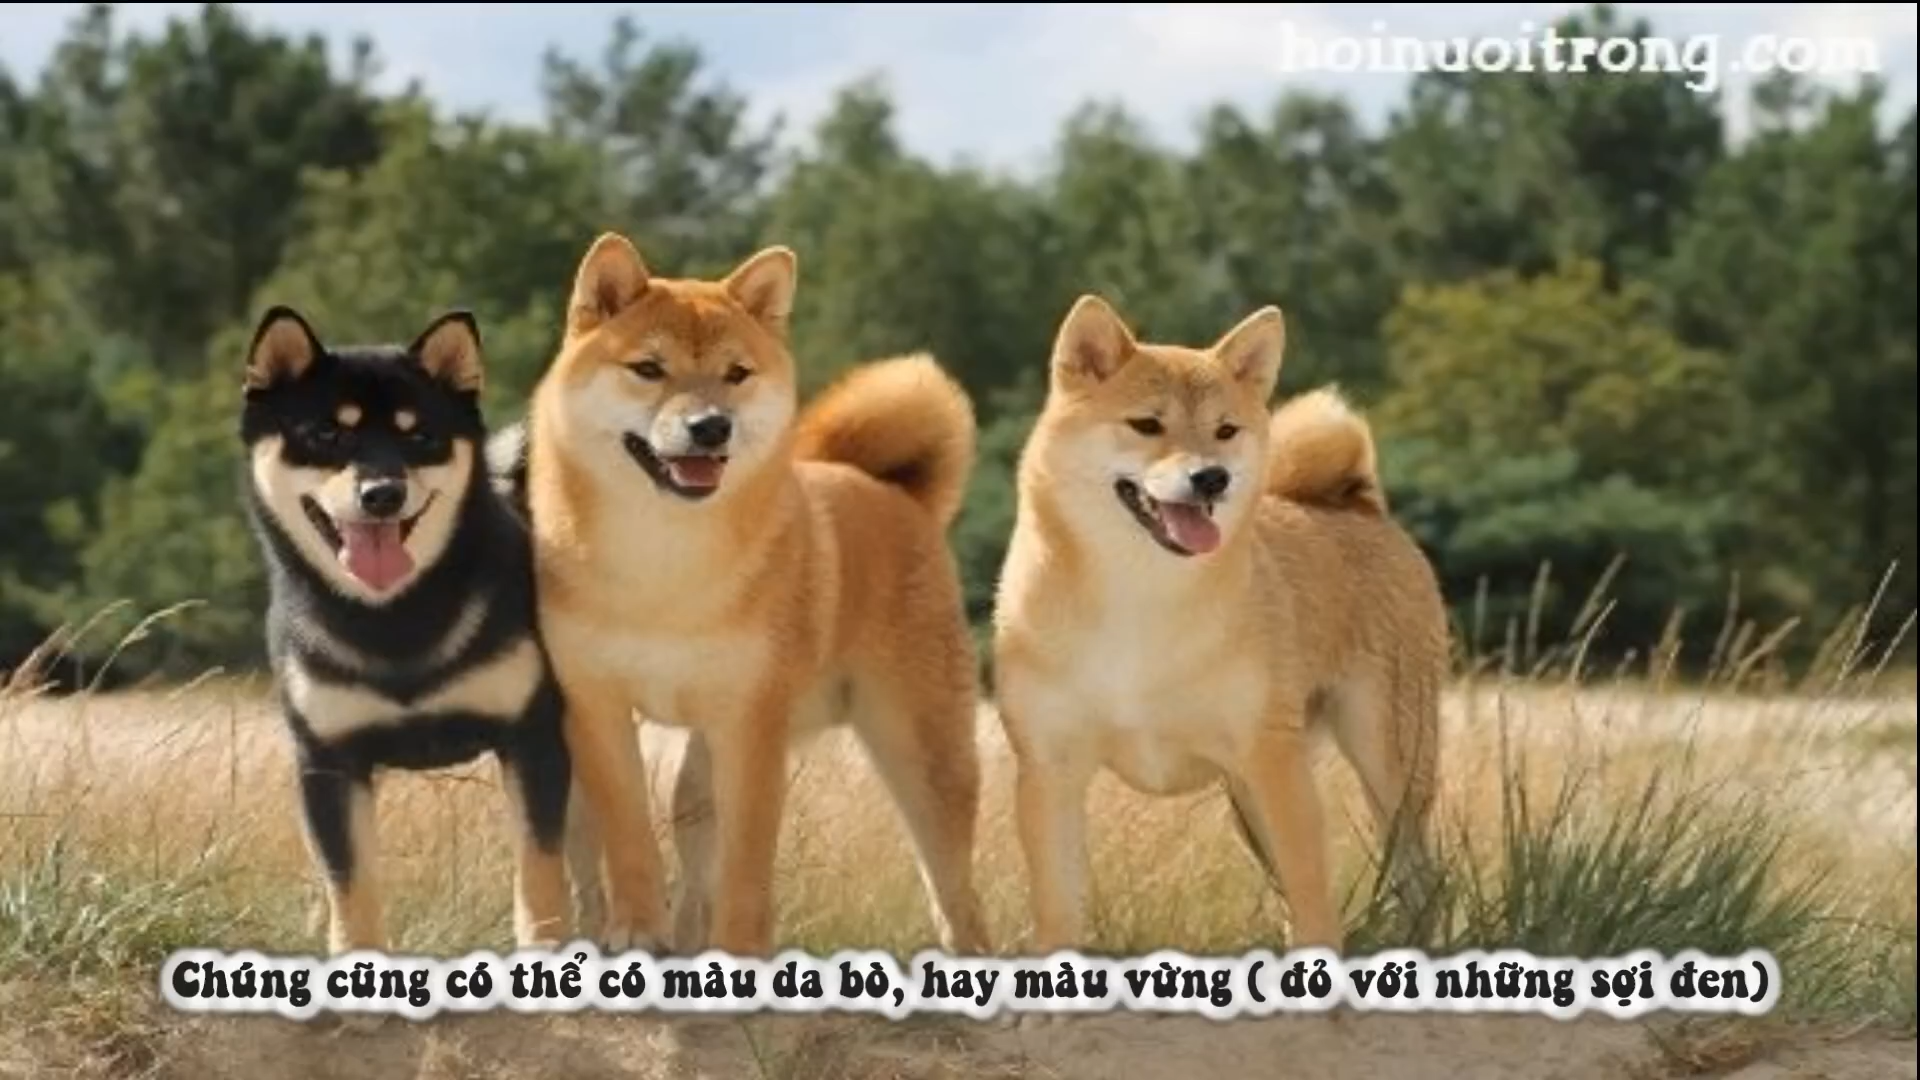 hoinuoitrong.com
Chúng cũng có thể có màu da bò, hay màu vừng ( đỏ với những sợi đen)